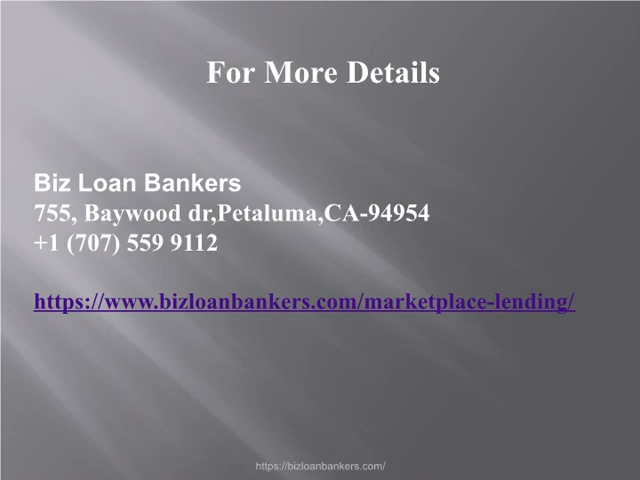 For More Details
Biz Loan Bankers
755, Baywood dr,Petaluma,CA-94954
+1 (707) 559 9112
https://www.bizloanbankers.com/marketplace-lending/
https://bizloanbankers.com/